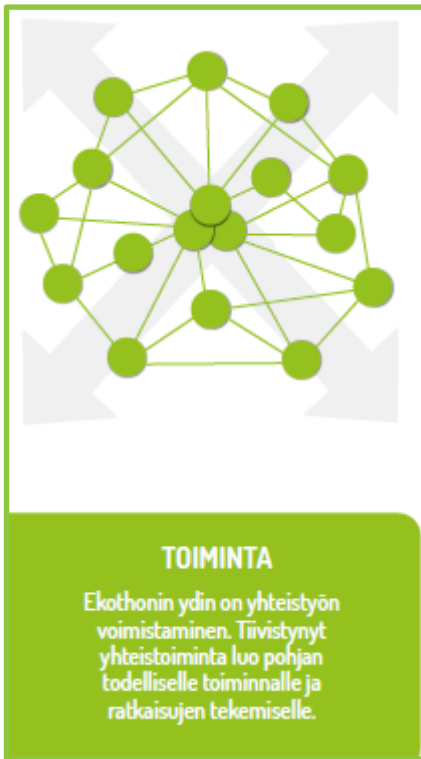 TOIMINTA
Ekothonin ydin on yhteistyön
voimistaminen. Tiivistynyt
yhteistoiminta luo pohjan
todelliselle toiminnalle ja
ratkaisujen tekemiselle.